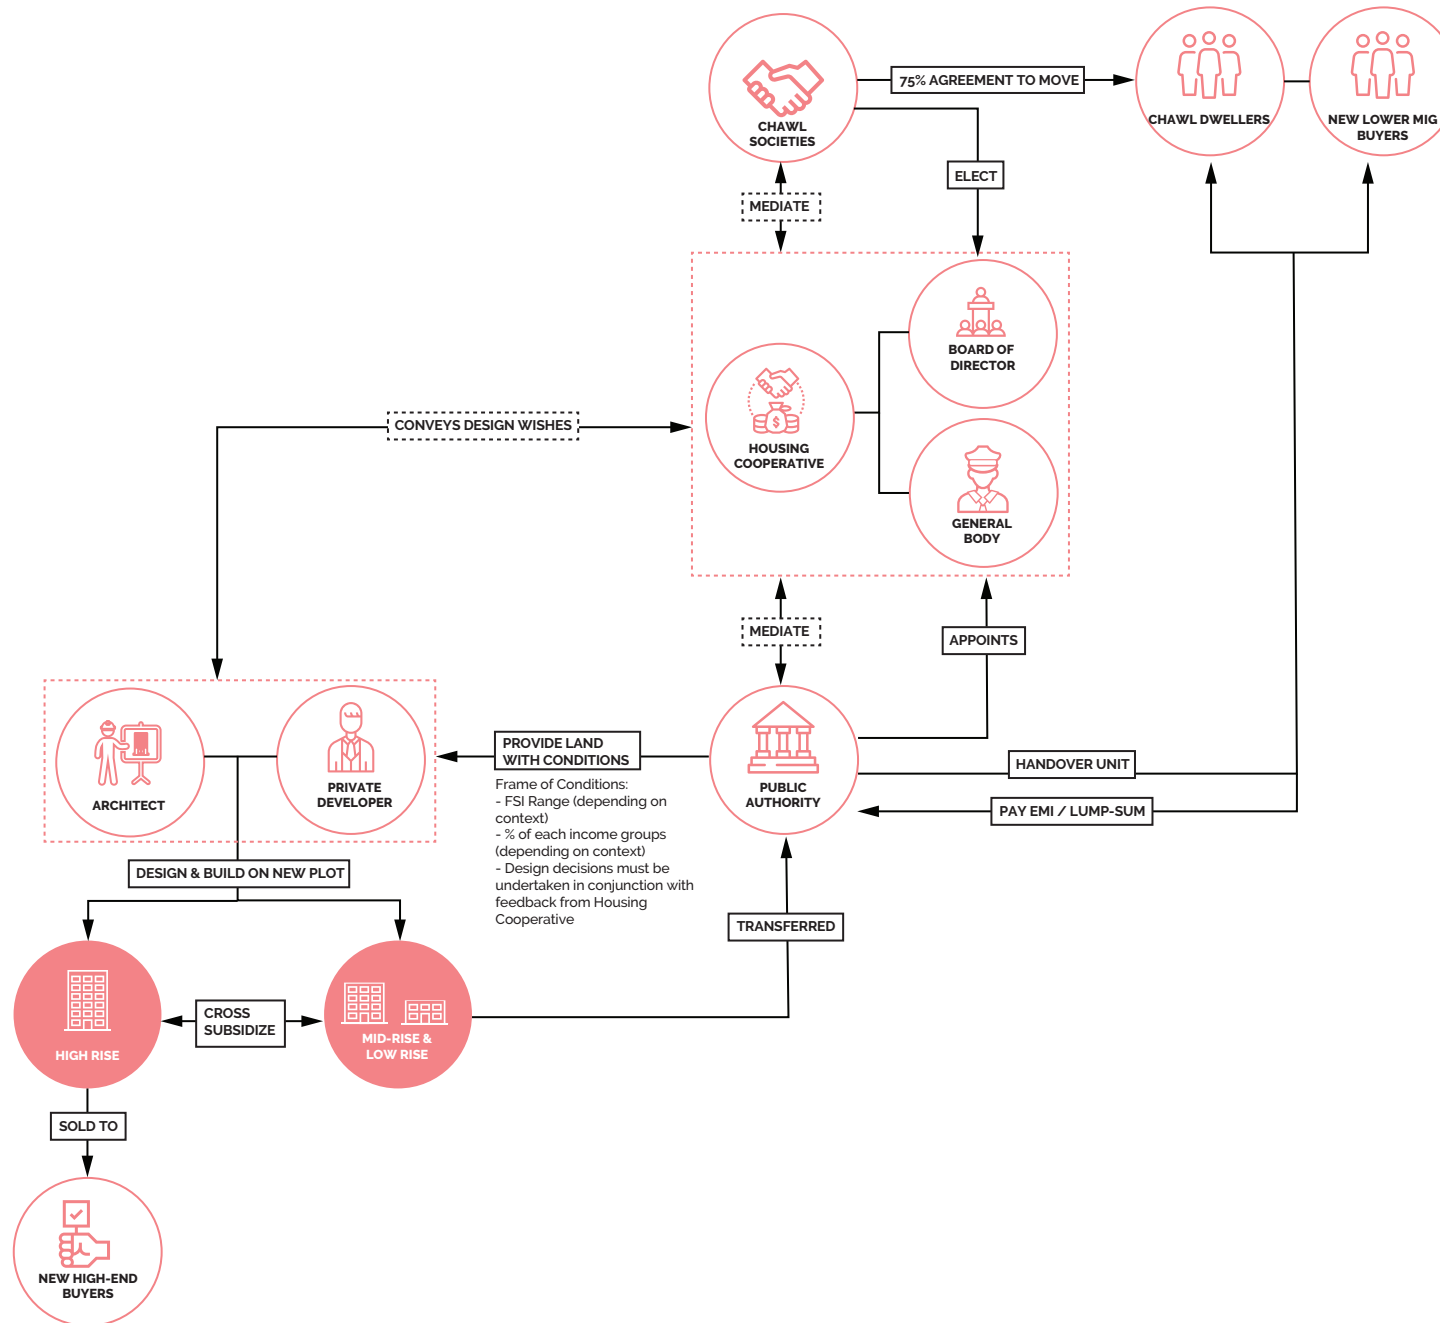 75% AGREEMENT TO MOVE
CHAWL
SOCIETIES
CHAWL DWELLERS
NEW LOWER MIG
BUYERS
ELECT
MEDIATE
BOARD OF
DIRECTOR
CONVEYS DESIGN WISHES
HOUSING
COOPERATIVE
GENERAL
BODY
MEDIATE
APPOINTS
PROVIDE LAND
WITH CONDITIONS
Frame of Conditions:
- FSI Range (depending on
context)
- % of each income groups
(depending on context)
- Design decisions must be
undertaken in conjunction with
feedback from Housing
Cooperative
ARCHITECT
PRIVATE
DEVELOPER
PUBLIC
AUTHORITY
HANDOVER UNIT
PAY EMI / LUMP-SUM
DESIGN & BUILD ON NEW PLOT
TRANSFERRED
HIGH RISE
CROSS
SUBSIDIZE
MID-RISE &
LOW RISE
SOLD TO
NEW HIGH-END
BUYERS